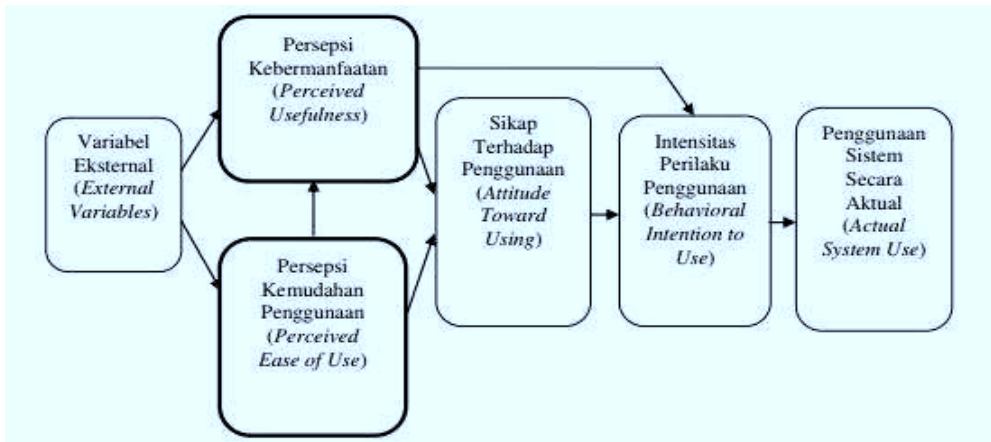 Variabel
Eksternal
(External
Variables)
Persepsi
Kebermanfaatan
(Perceived
Usefulness)
Persepsi
Kemudahan
Penggunaan
(Perceived
Ease of Use)
Sikap
Terhadap
Penggunaan
(Attitude
Toward
Using)
Intensitas
Perilaku
Penggunaan
(Behavioral
Intention to
Use)
Penggunaan
Sistem
Secara
Aktual
(Actual
System Use)